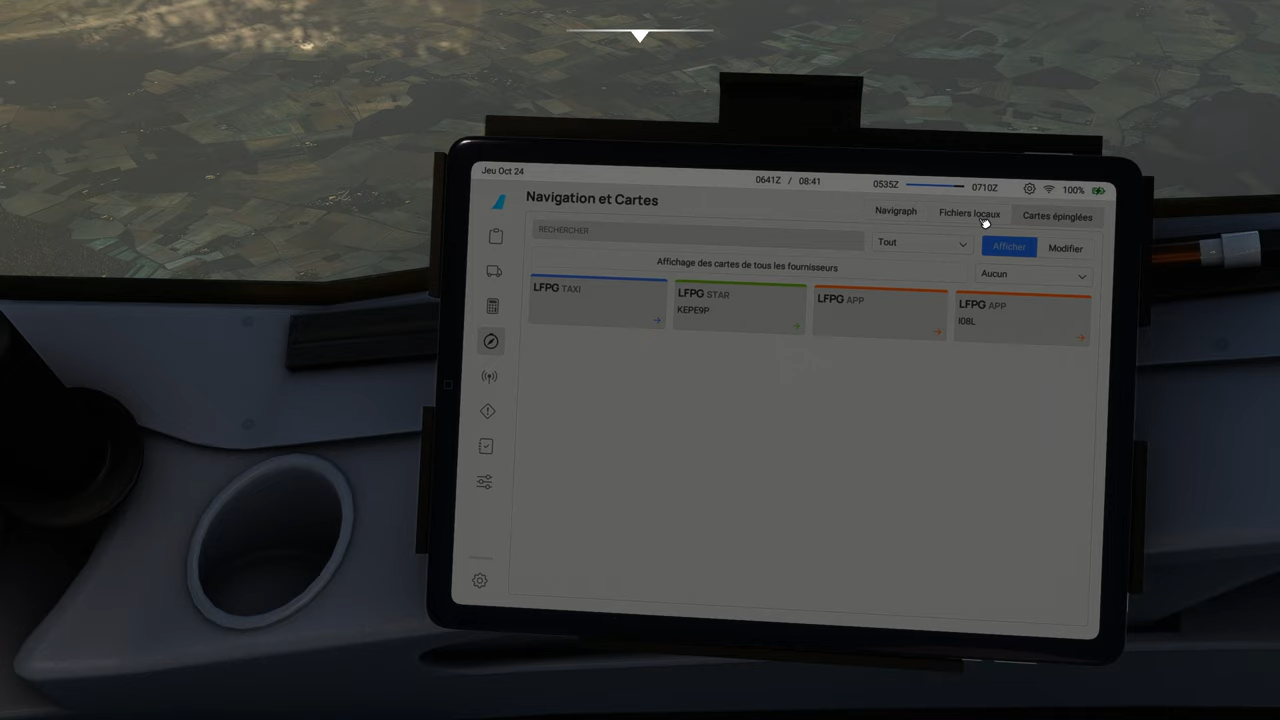 Jeu Oct 24
0641Z / 08:41
0535Z
0710Z
100%
Navigation et Cartes
Navigraph
Fichiers locaux
Cartes épinglées
RECHERCHER
Tout
Afficher
Modifier
Affichage des cartes de tous les fournisseurs
Aucun
LFPG TAXI
LFPG STAR
KEPE9P
LFPG APP
LFPG APP
I08L